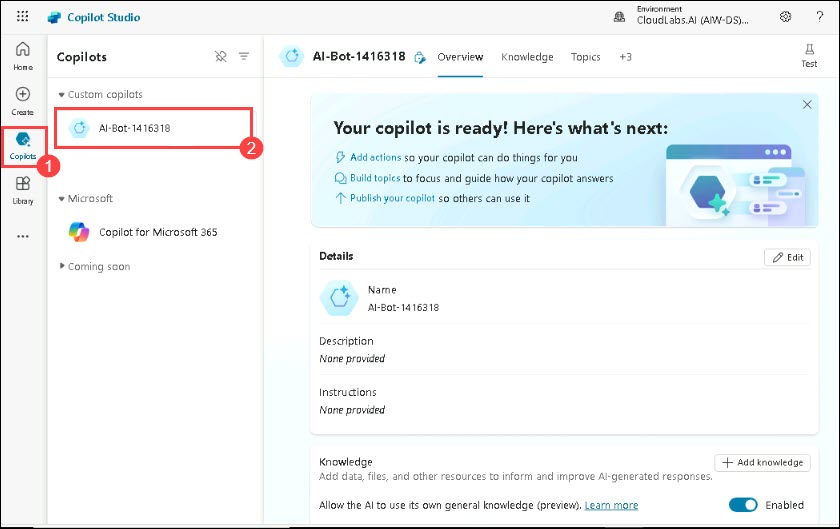 Copilot Studio
Environment
CloudLabs.AI (AIW-DS)...
?
Home
Create
Copilots
1
Library
...
Copilots
Custom copilots
AI-Bot-1416318
2
Microsoft
Copilot for Microsoft 365
Coming soon
AI-Bot-1416318
Overview
Knowledge
Topics
+3
Test
Your copilot is ready! Here's what's next:
Add actions so your copilot can do things for you
Build topics to focus and guide how your copilot answers
Publish your copilot so others can use it
Details
Edit
Name
AI-Bot-1416318
Description
None provided
Instructions
None provided
Knowledge
Add knowledge
Add data, files, and other resources to inform and improve AI-generated responses.
Allow the AI to use its own general knowledge (preview). Learn more
Enabled